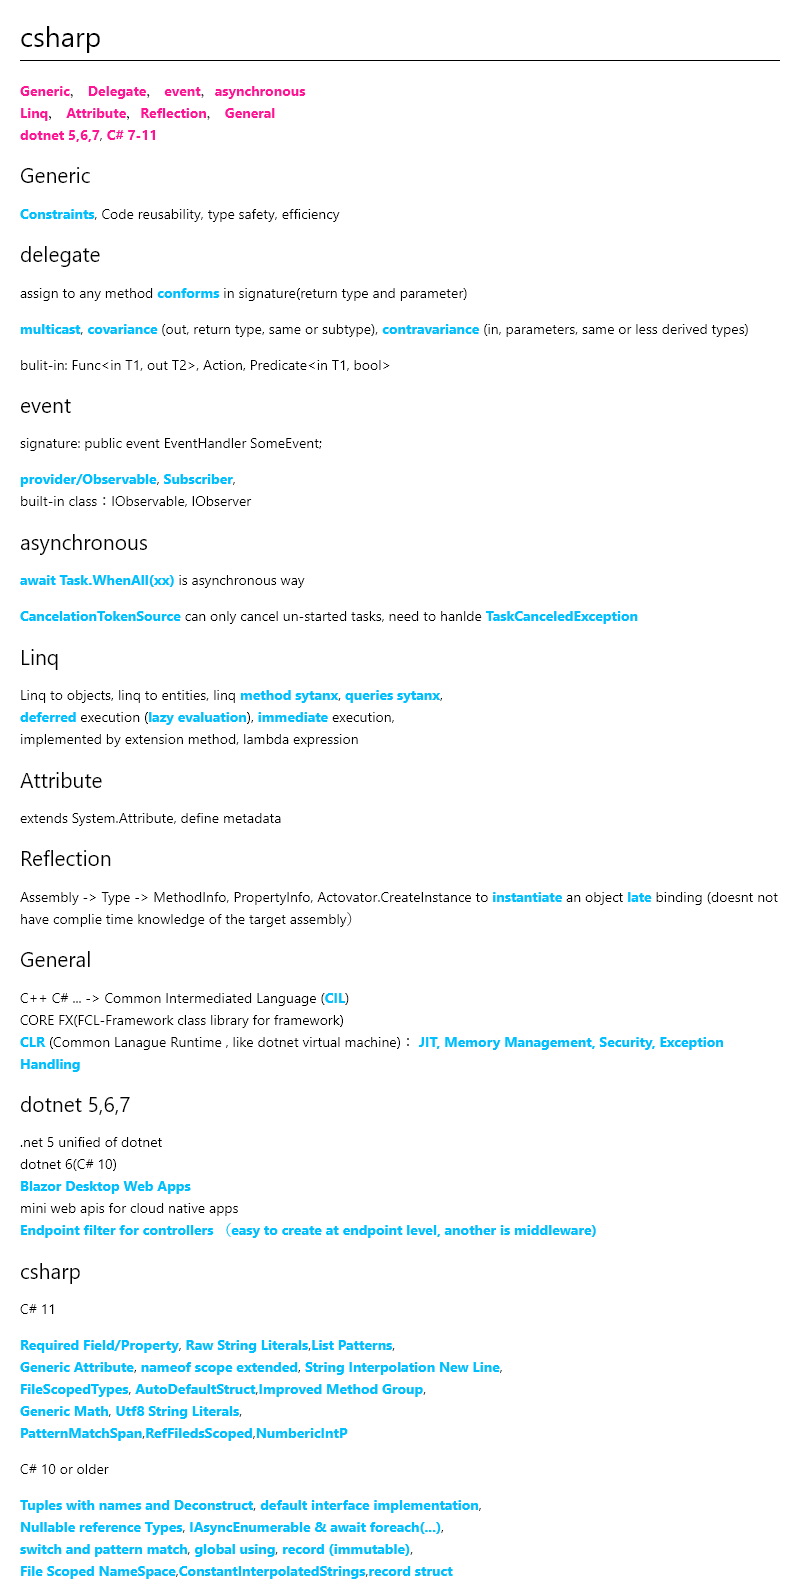 csharp
Generic, Delegate, event, asynchronous
Linq, Attribute, Reflection, General
dotnet 5,6,7, C# 7-11
Generic
Constraints, Code reusability, type safety, efficiency
delegate
assign to any method conforms in signature(return type and parameter)
multicast, covariance (out, return type, same or subtype), contravariance (in, parameters, same or less derived types)
bulit-in: Func<in T1, out T2>, Action, Predicate<in T1, bool>
event
signature: public event EventHandler SomeEvent;
provider/Observable, Subscriber,
built-in class：IObservable, IObserver
asynchronous
await Task.WhenAll(xx) is asynchronous way
CancelationTokenSource can only cancel un-started tasks, need to hanlde TaskCanceledException
Linq
Linq to objects, linq to entities, linq method sytanx, queries sytanx,
deferred execution (lazy evaluation), immediate execution,
implemented by extension method, lambda expression
Attribute
extends System.Attribute, define metadata
Reflection
Assembly -> Type -> MethodInfo, PropertyInfo, Actovator.CreateInstance to instantiate an object late binding (doesnt not
have complie time knowledge of the target assembly）
General
C++ C# ... -> Common Intermediated Language (CIL)
CORE FX(FCL-Framework class library for framework)
CLR (Common Lanague Runtime , like dotnet virtual machine)： JIT, Memory Management, Security, Exception
Handling
dotnet 5,6,7
.net 5 unified of dotnet
dotnet 6(C# 10)
Blazor Desktop Web Apps
mini web apis for cloud native apps
Endpoint filter for controllers （easy to create at endpoint level, another is middleware)
csharp
C# 11
Required Field/Property, Raw String Literals,List Patterns,
Generic Attribute, nameof scope extended, String Interpolation New Line,
FileScopedTypes, AutoDefaultStruct,Improved Method Group,
Generic Math, Utf8 String Literals,
PatternMatchSpan,RefFiledsScoped,NumbericIntP
C# 10 or older
Tuples with names and Deconstruct, default interface implementation,
Nullable reference Types, IAsyncEnumerable & await foreach(...),
switch and pattern match, global using, record (immutable),
File Scoped NameSpace,ConstantInterpolatedStrings,record struct